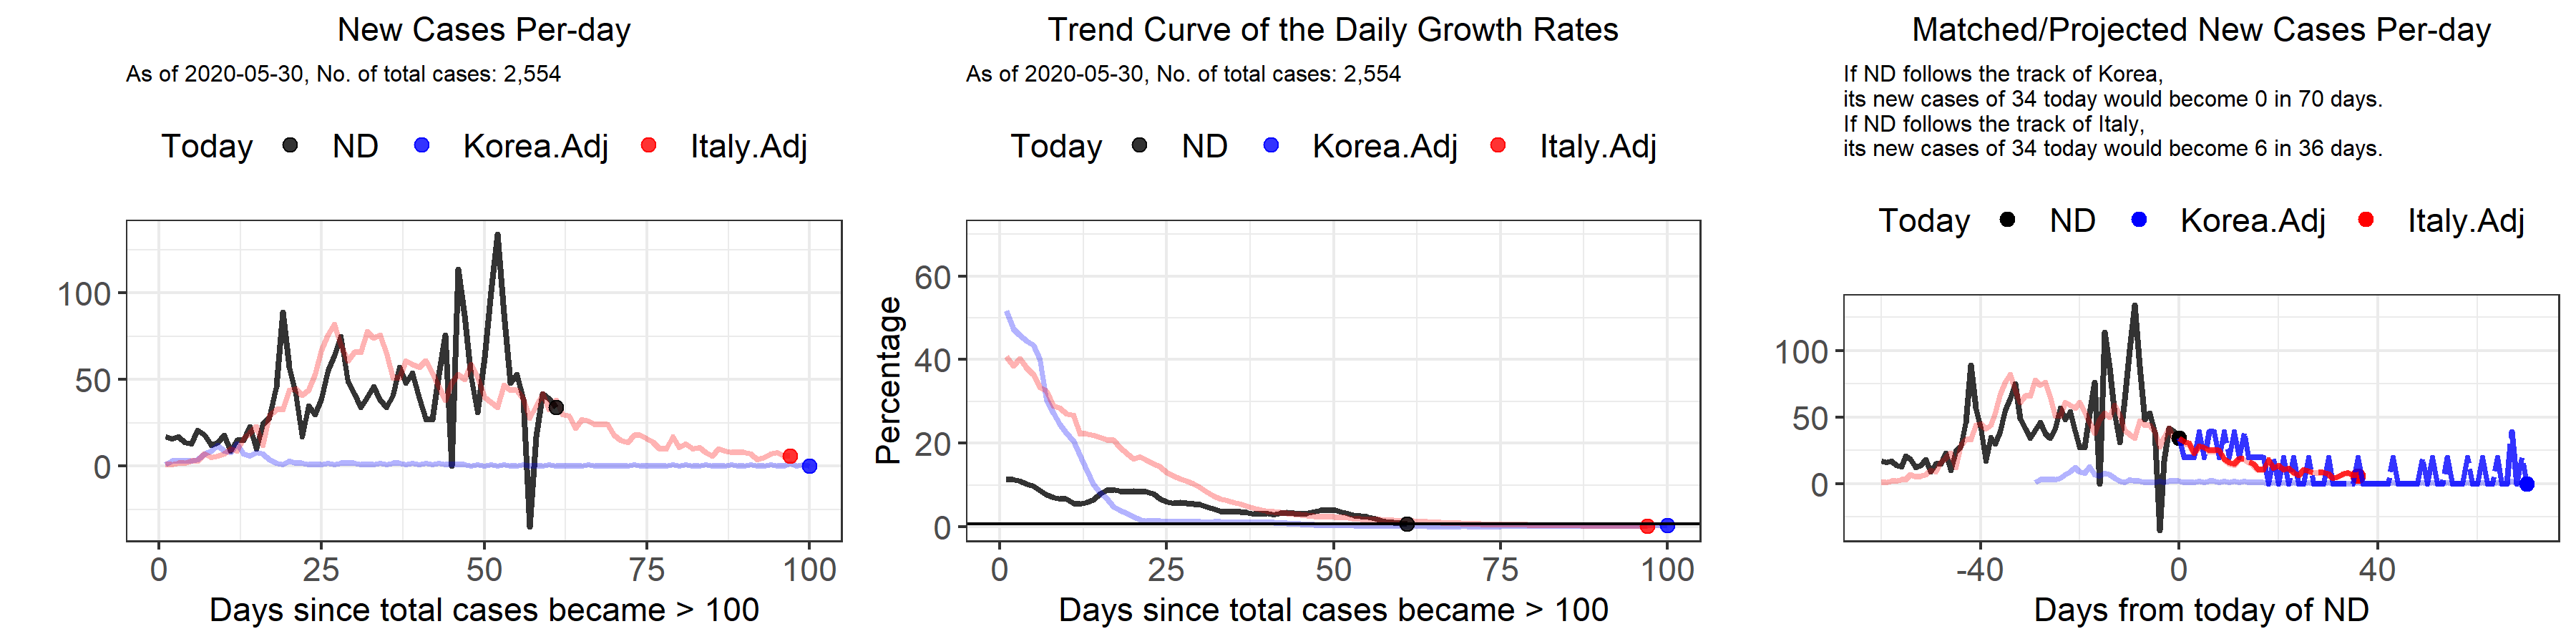 New Cases Per-day
As of 2020-05-30, No. of total cases: 2,554
Today ND Korea.Adj Italy.Adj
100
50
0
0 25 50 75 100
Days since total cases became > 100
Trend Curve of the Daily Growth Rates
As of 2020-05-30, No. of total cases: 2,554
Today ND Korea.Adj Italy.Adj
Percentage
60
40
20
0
0 25 50 75 100
Days since total cases became > 100
Matched/Projected New Cases Per-day
If ND follows the track of Korea,
its new cases of 34 today would become 0 in 70 days.
If ND follows the track of Italy,
its new cases of 34 today would become 6 in 36 days.
Today ND Korea.Adj Italy.Adj
100
50
0
-40 0 40
Days from today of ND